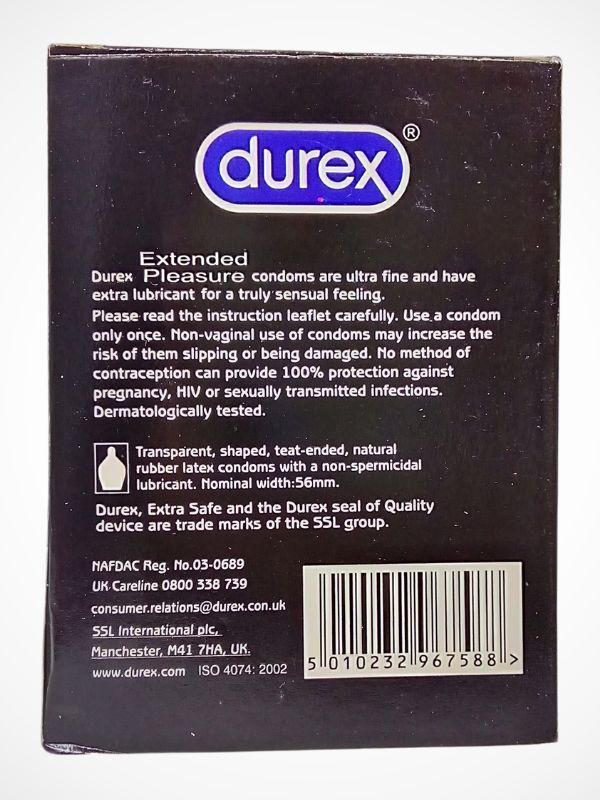 durex ®
Extended
Durex Pleasure condoms are ultra fine and have
extra lubricant for a truly sensual feeling.
Please read the instruction leaflet carefully. Use a condom
only once. Non-vaginal use of condoms may increase the
risk of them slipping or being damaged. No method of
contraception can provide 100% protection against
pregnancy, HIV or sexually transmitted infections.
Dermatologically tested.
Transparent, shaped, teat-ended, natural
rubber latex condoms with a non-spermicidal
lubricant. Nominal width:56mm.
Durex, Extra Safe and the Durex seal of Quality
device are trade marks of the SSL group.
NAFDAC Reg. No.03-0689
UK Careline 0800 338 739
consumer.relations@durex.con.uk
SSL International plc,
Manchester, M41 7HA, UK.
www.durex.com ISO 4074: 2002
5 010232 967588 >